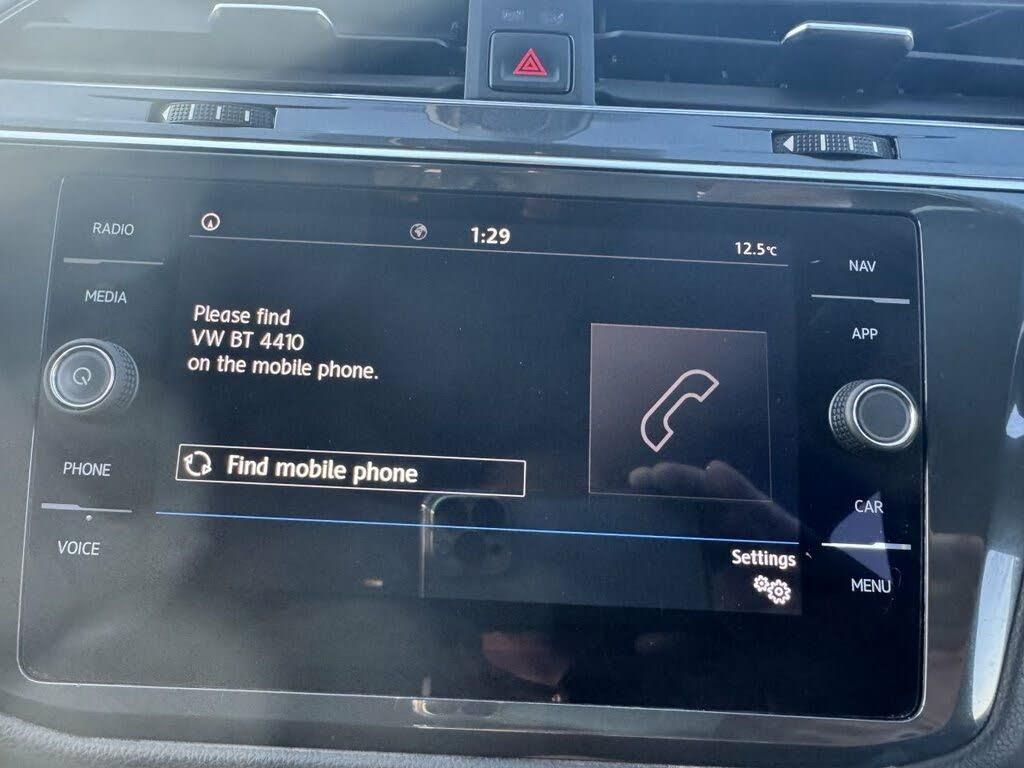 RADIO
MEDIA
PHONE
VOICE
1:29
12.5°C
Please find
VW BT 4410
on the mobile phone.
Find mobile phone
Settings
NAV
APP
CAR
MENU